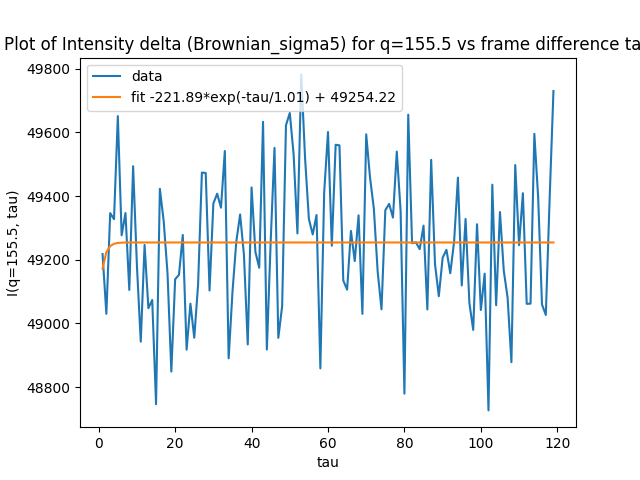 Plot of Intensity delta (Brownian_sigma5) for q=155.5 vs frame difference ta
data
fit -221.89*exp(-tau/1.01) + 49254.22
I(q=155.5, tau)
49800
49600
49400
49200
49000
48800
0 20 40 60 80 100 120
tau